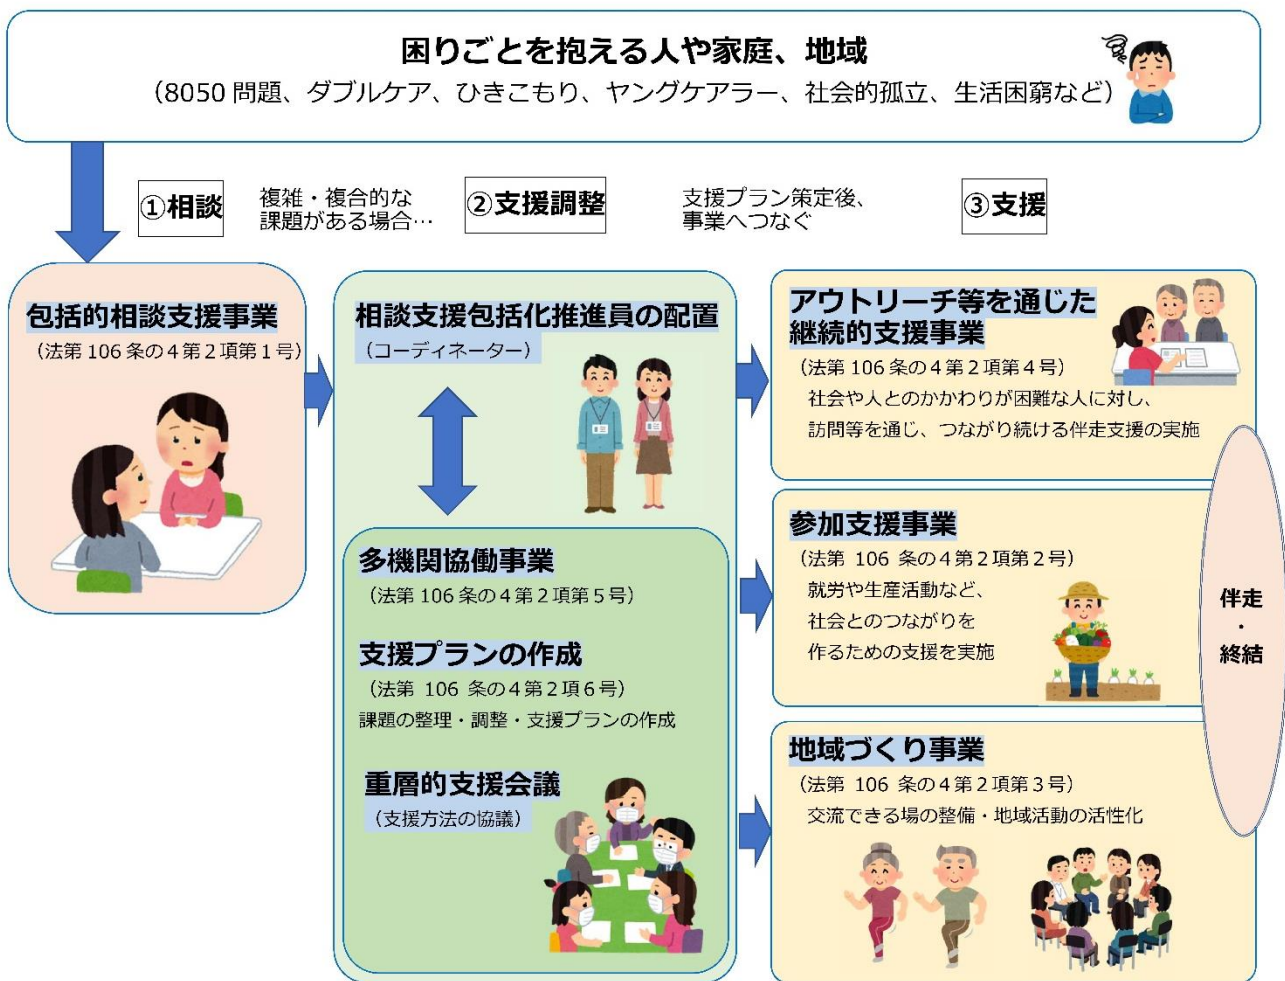 困りごとを抱える人や家庭、地域
（8050 問題、ダブルケア、ひきこもり、ヤングケアラー、社会的孤立、生活困窮など）
①相談
複雑・複合的な
課題がある場合…
②支援調整
支援プラン策定後、
事業へつなぐ
③支援
包括的相談支援事業
（法第 106 条の４第２項第１号）
相談支援包括化推進員の配置
（コーディネーター）
多機関協働事業
（法第 106 条の４第２項第５号）
支援プランの作成
（法第 106 条の４第２項６号）
課題の整理・調整・支援プランの作成
重層的支援会議
（支援方法の協議）
アウトリーチ等を通じた
継続的支援事業
（法第 106 条の４第２項第４号）
社会や人とのかかわりが困難な人に対し、
訪問等を通じ、つながり続ける伴走支援の実施
参加支援事業
（法第 106 条の４第２項第２号）
就労や生産活動など、
社会とのつながりを
作るための支援を実施
地域づくり事業
（法第 106 条の４第２項第３号）
交流できる場の整備・地域活動の活性化
伴走
・
終結